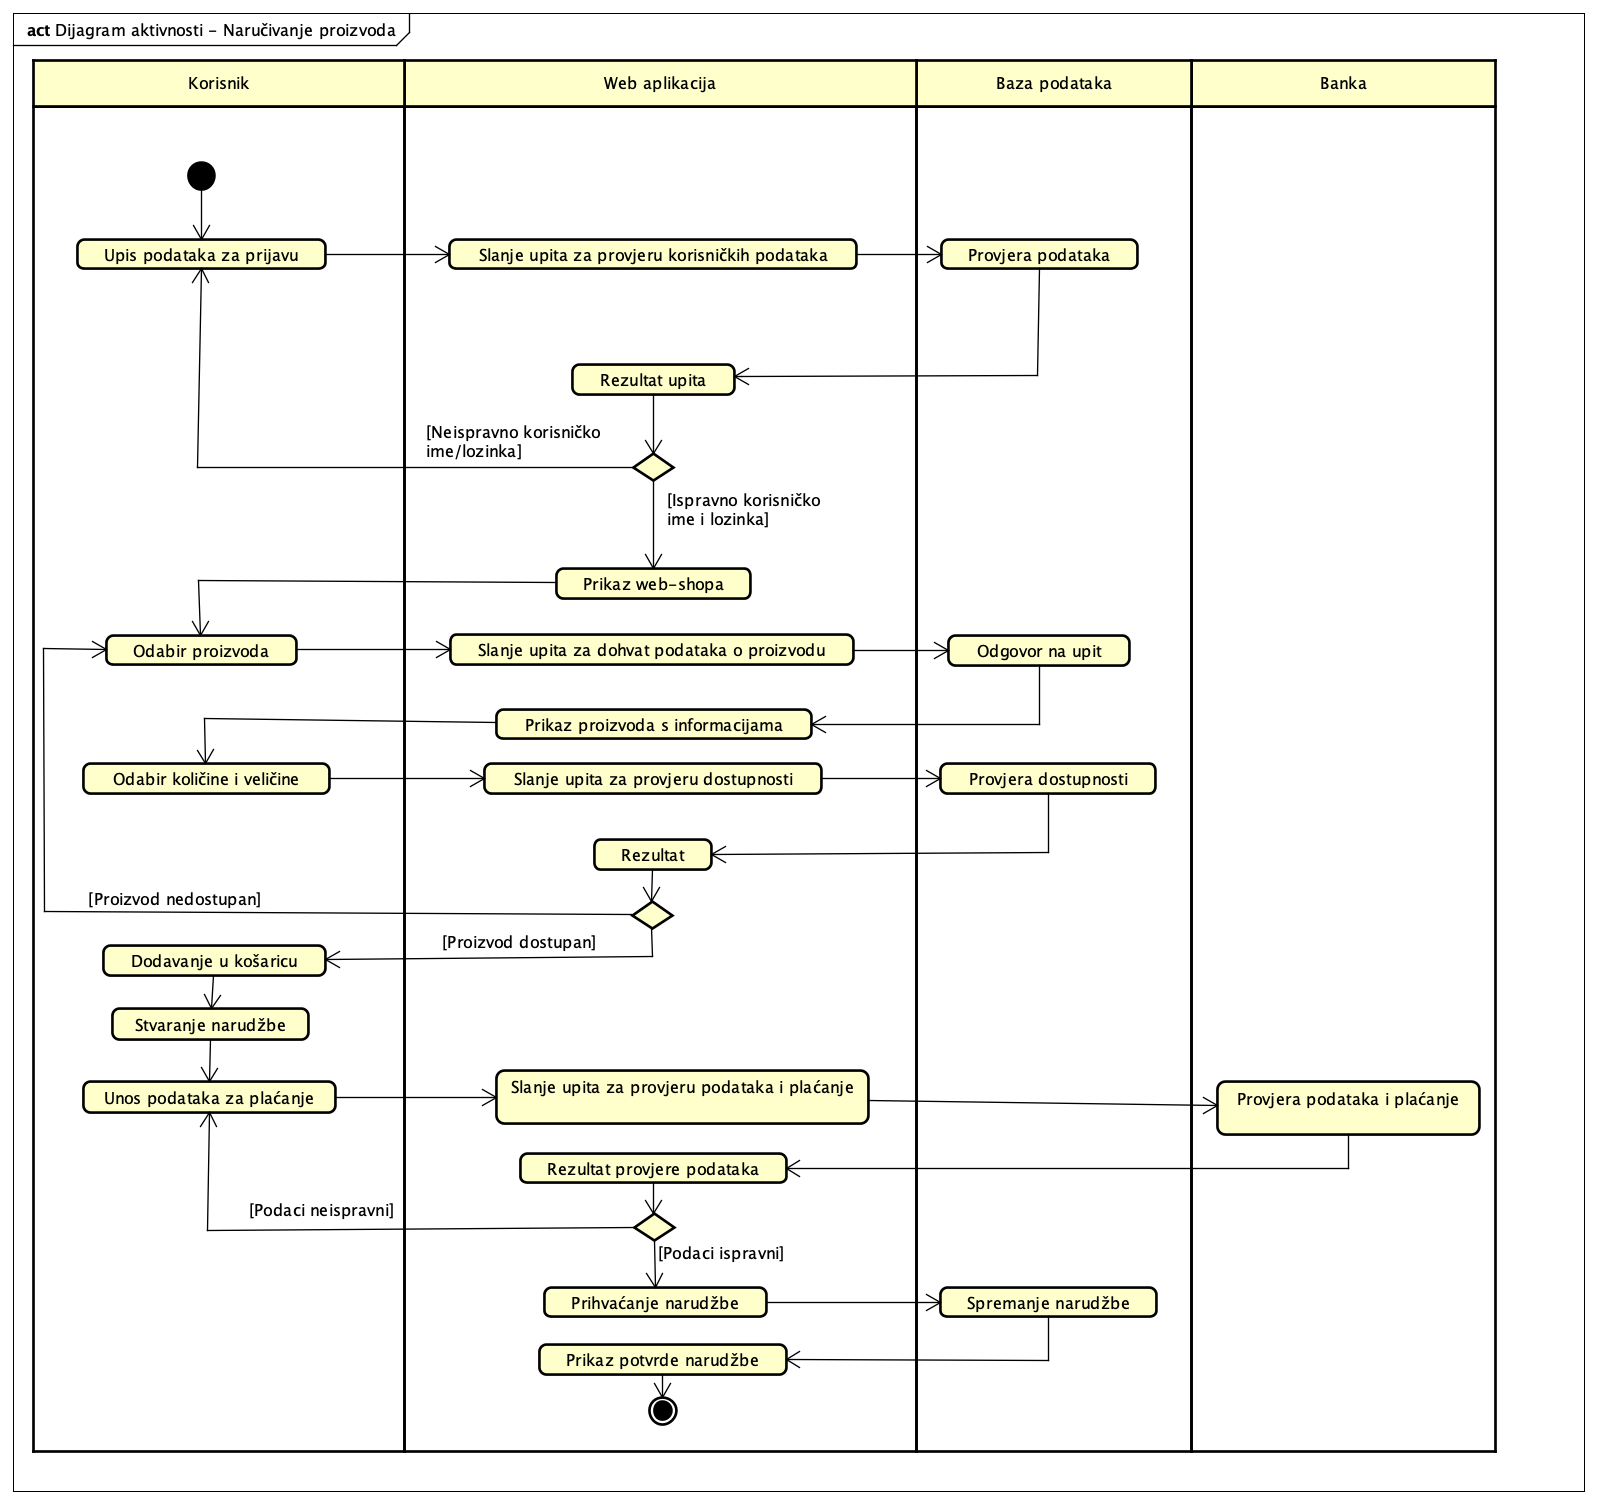 act Dijagram aktivnosti - Naručivanje proizvoda
Korisnik
Web aplikacija
Baza podataka
Banka
Upis podataka za prijavu
Slanje upita za provjeru korisničkih podataka
Provjera podataka
Rezultat upita
[Neispravno korisničko
ime/lozinka]
[Ispravno korisničko
ime i lozinka]
Prikaz web-shopa
Odabir proizvoda
Slanje upita za dohvat podataka o proizvodu
Odgovor na upit
Prikaz proizvoda s informacijama
Odabir količine i veličine
Slanje upita za provjeru dostupnosti
Provjera dostupnosti
Rezultat
[Proizvod nedostupan]
[Proizvod dostupan]
Dodavanje u košaricu
Stvaranje narudžbe
Unos podataka za plaćanje
Slanje upita za provjeru podataka i plaćanje
Provjera podataka i plaćanje
Rezultat provjere podataka
[Podaci neispravni]
[Podaci ispravni]
Prihvaćanje narudžbe
Spremanje narudžbe
Prikaz potvrde narudžbe